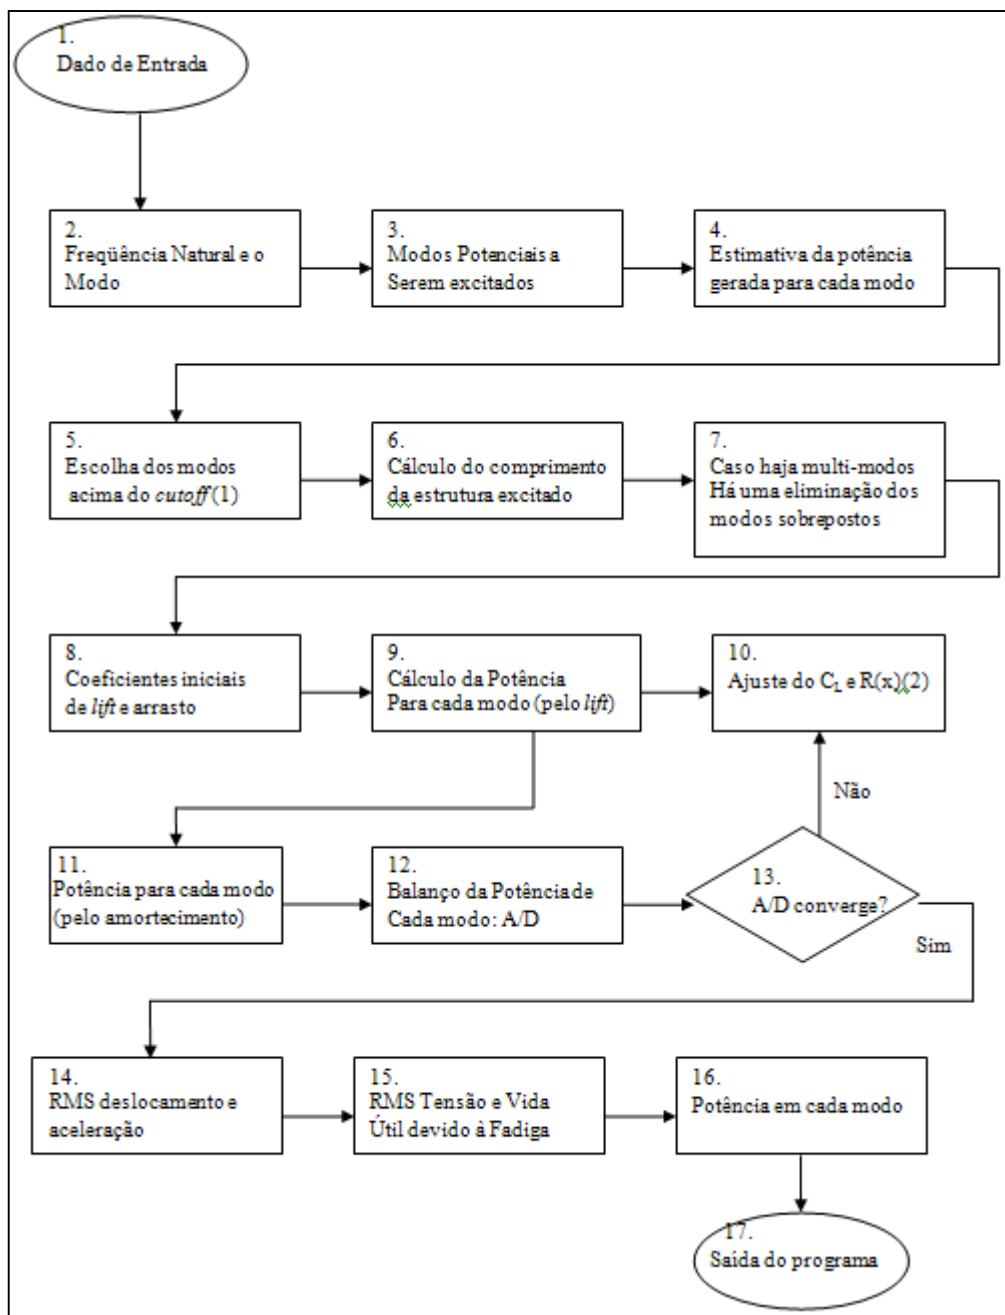 1.
Dado de Entrada
2.
Freqüência Natural e o
Modo
3.
Modos Potenciais a
Serem excitados
4.
Estimativa da potência
gerada para cada modo
5.
Escolha dos modos
acima do cutoff (1)
6.
Cálculo do comprimento
da estrutura excitado
7.
Caso haja multi-modos
Há uma eliminação dos
modos sobrepostos
8.
Coeficientes iniciais
de lift e arrasto
9.
Cálculo da Potência
Para cada modo (pelo lift)
10.
Ajuste do CL e R(x)(2)
Não
11.
Potência para cada modo
(pelo amortecimento)
12.
Balanço da Potência de
Cada modo: A/D
13.
A/D converge?
Sim
14.
RMS deslocamento e
aceleração
15.
RMS Tensão e Vida
Útil devido à Fadiga
16.
Potência em cada modo
17.
Saída do programa